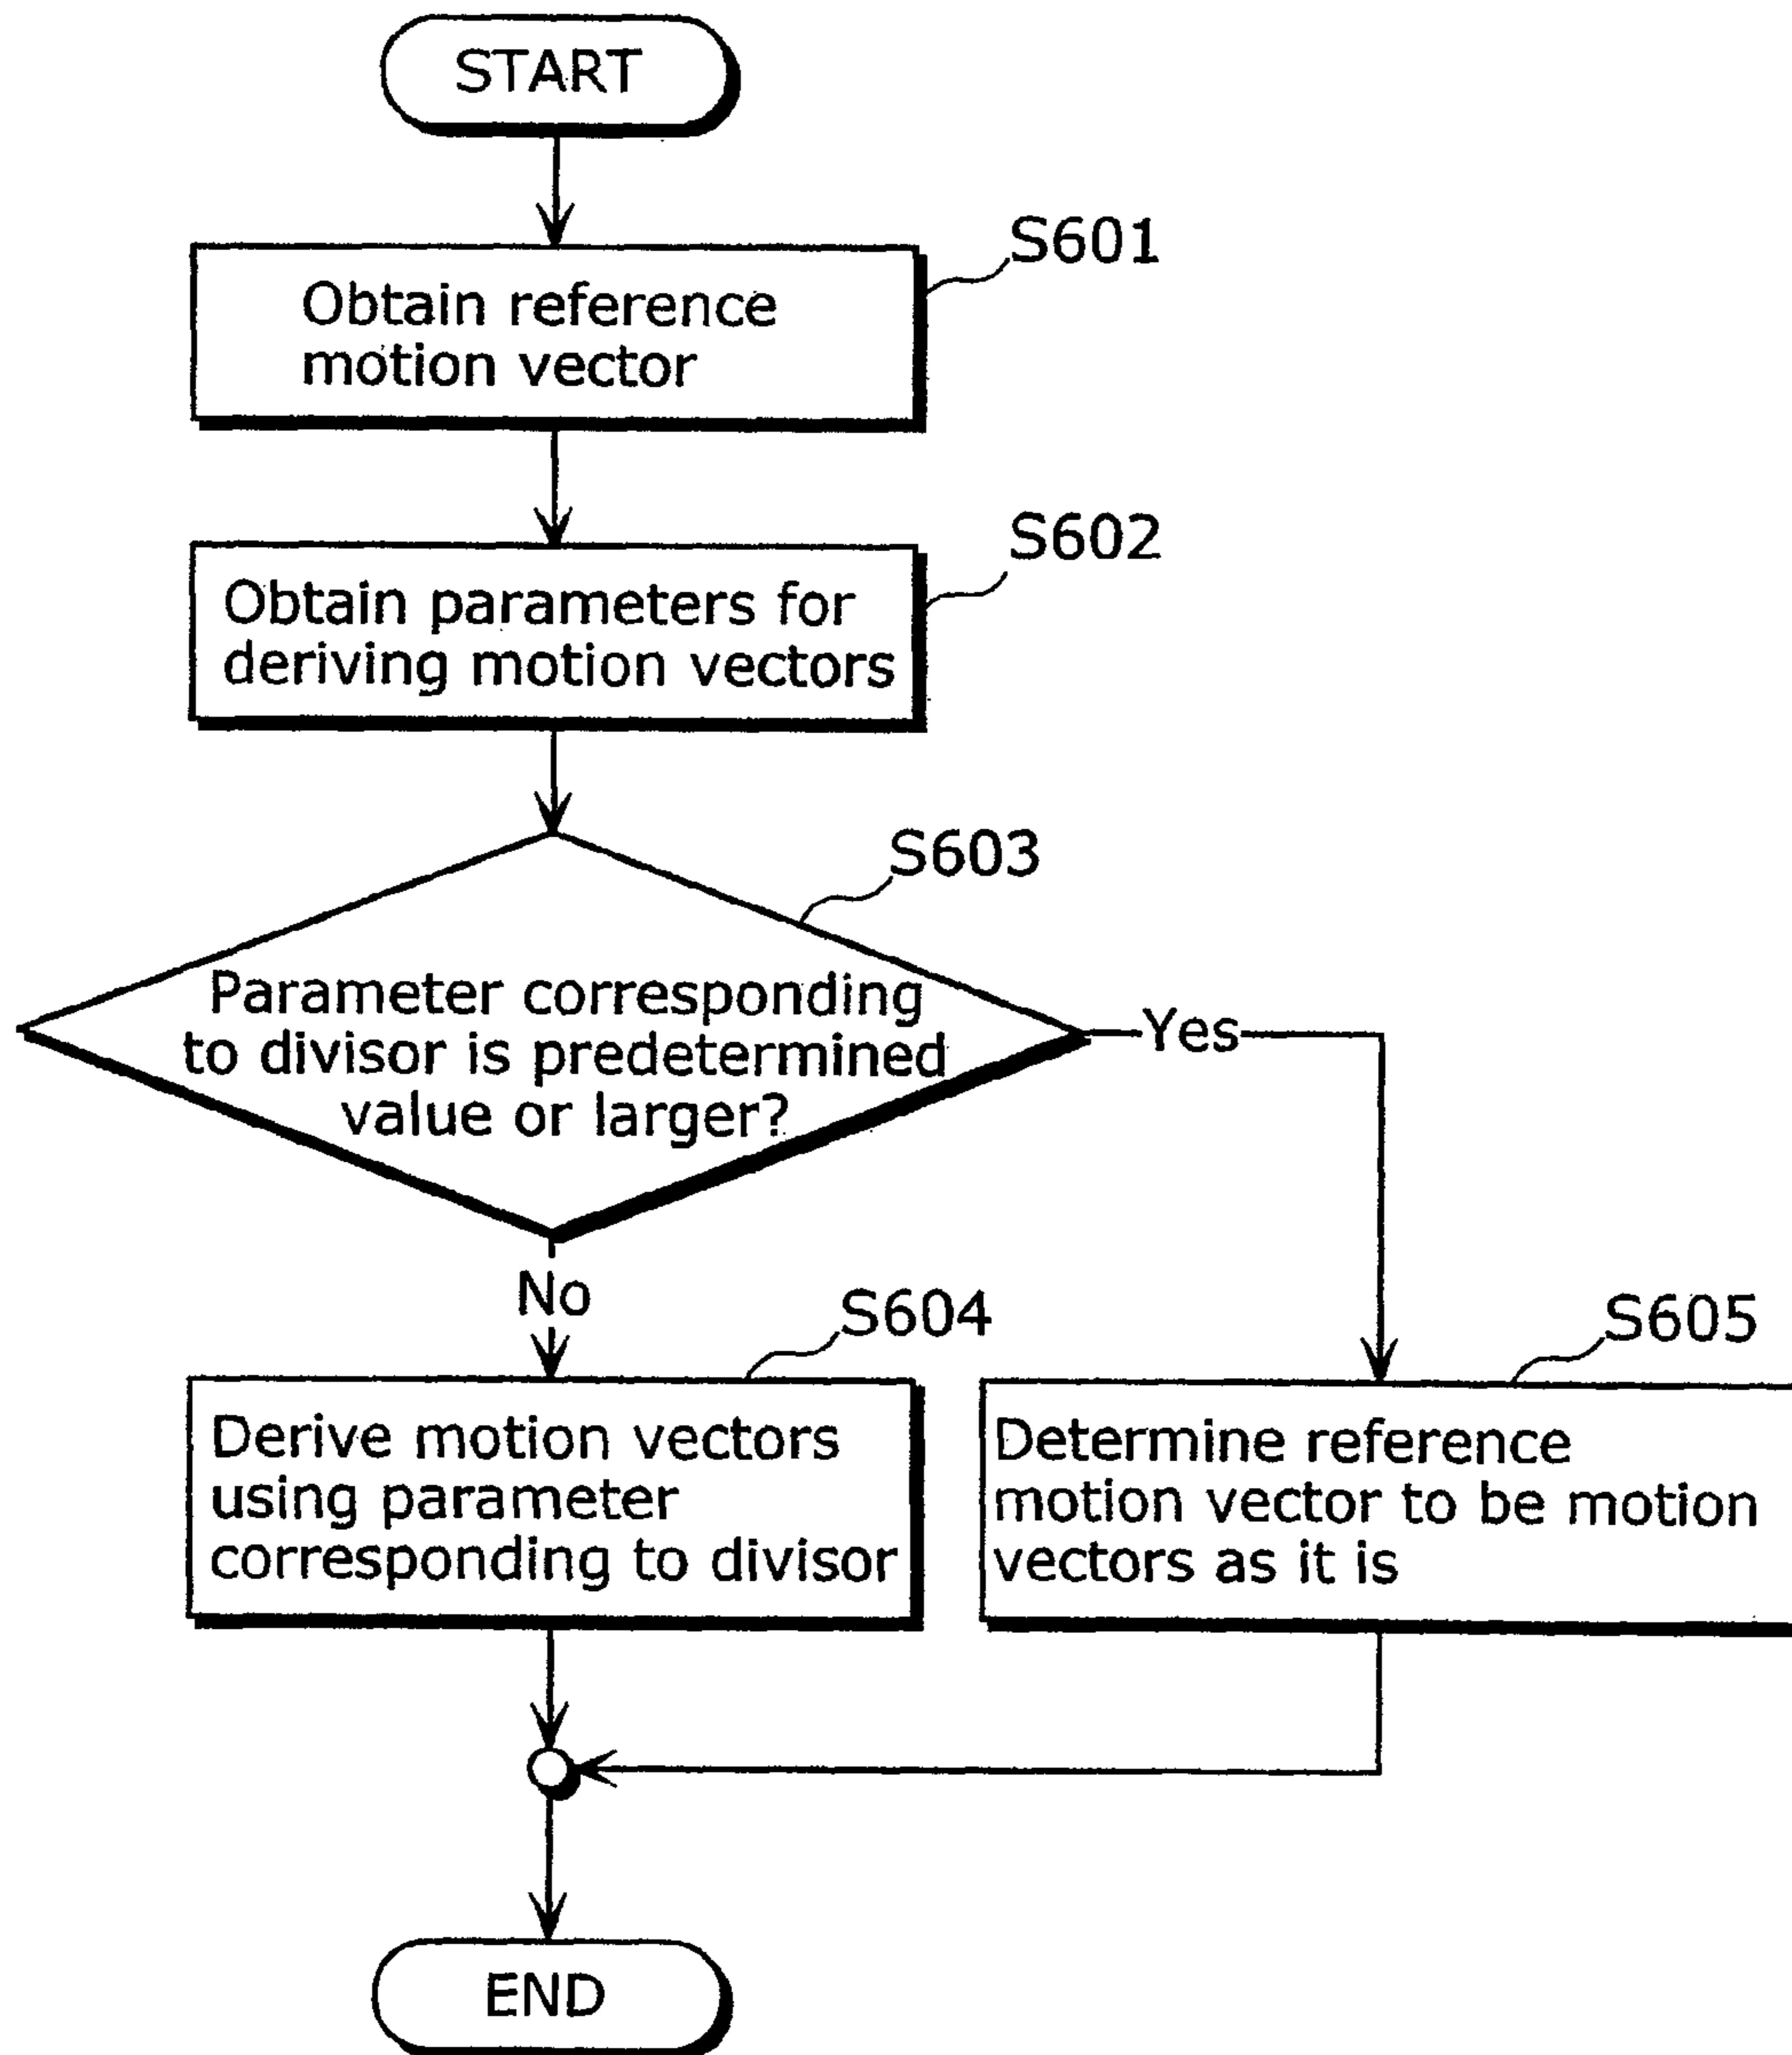 START
S601
Obtain reference
motion vector
S602
Obtain parameters for
deriving motion vectors
S603
Parameter corresponding
to divisor is predetermined
value or larger?
Yes
No
S604
Derive motion vectors
using parameter
corresponding to divisor
S605
Determine reference
motion vector to be motion
vectors as it is
END